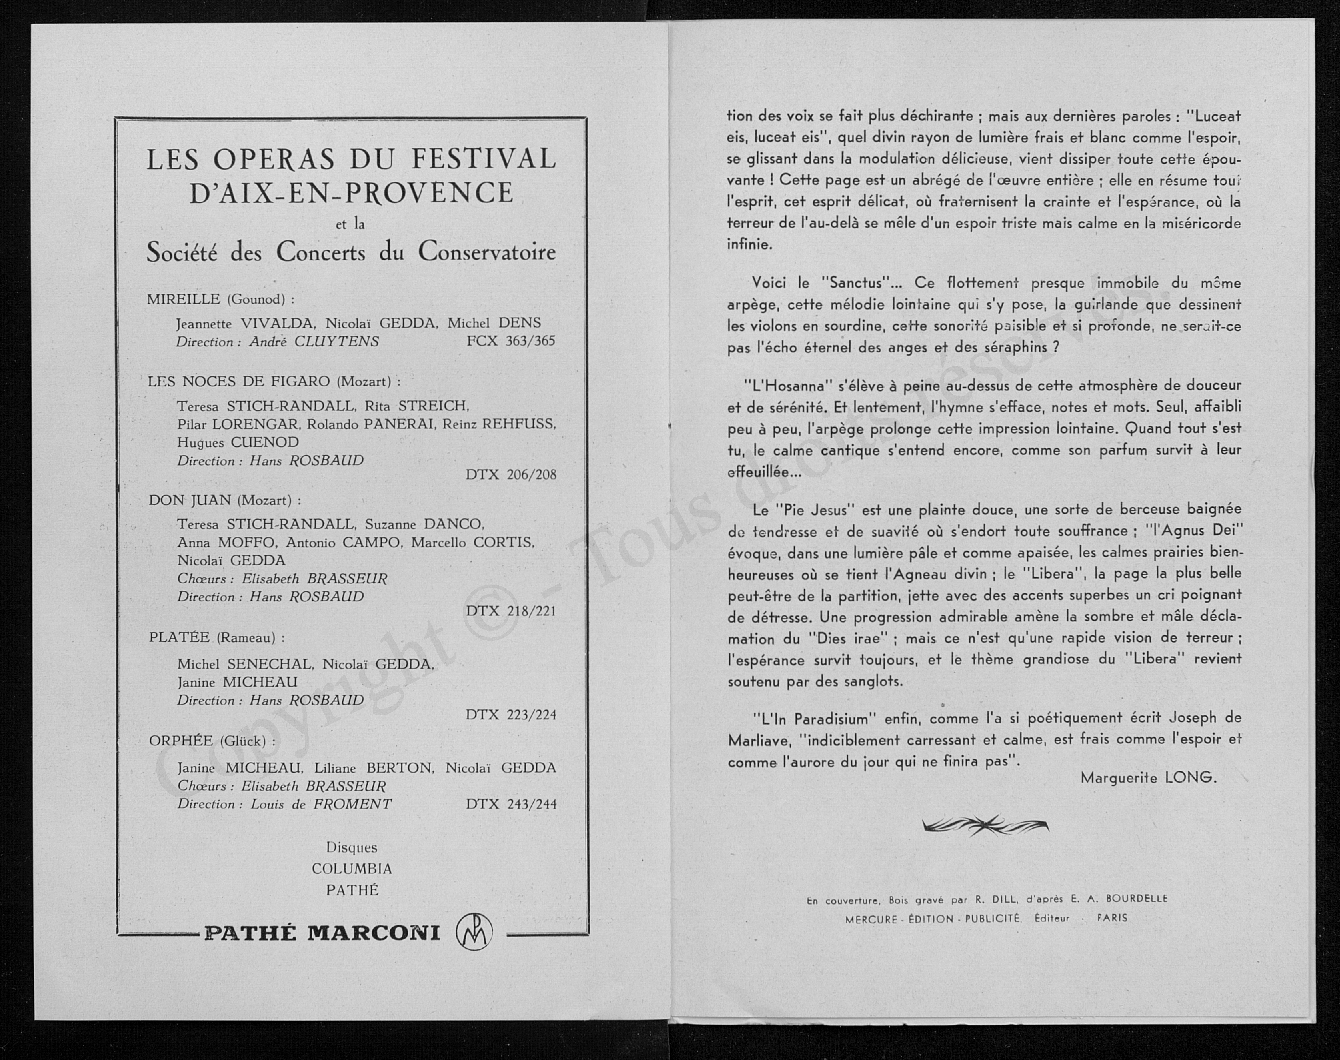 LES OPERAS DU FESTIVAL
D'AIX-EN-PROVENCE
et la
Société des Concerts du Conservatoire
MIREILLE (Gounod) :
Jeannette VIVALDA, Nicolaï GEDDA, Michel DENS
Direction : André CLUYTENS FCX 363/365
LES NOCES DE FIGARO (Mozart) :
Teresa STICH-RANDALL, Rita STREICH,
Pilar LORENGAR, Rolando PANERAI, Reinz REHFUSS,
Hugues CUENOD
Direction : Hans ROSBAUD
DTX 206/208
DON JUAN (Mozart) :
Teresa STICH-RANDALL, Suzanne DANCO,
Anna MOFFO, Antonio CAMPO, Marcello CORTIS,
Nicolaï GEDDA
Chœurs : Elisabeth BRASSEUR
Direction : Hans ROSBAUD
DTX 218/221
PLATÉE (Rameau) :
Michel SENECHAL, Nicolaï GEDDA,
Janine MICHEAU
Direction : Hans ROSBAUD
DTX 223/224
ORPHÉE (Glück) :
Janine MICHEAU, Liliane BERTON, Nicolaï GEDDA
Chœurs : Elisabeth BRASSEUR
Direction : Louis de FROMENT DTX 243/244
Disques
COLUMBIA
PATHÉ
PATHÉ MARCONI
tion des voix se fait plus déchirante ; mais aux dernières paroles : "Luceat
eis, luceat eis", quel divin rayon de lumière frais et blanc comme l'espoir,
se glissant dans la modulation délicieuse, vient dissiper toute cette épou-
vante ! Cette page est un abrégé de l'œuvre entière ; elle en résume tout
l'esprit, cet esprit délicat, où fraternisent la crainte et l'espérance, où la
terreur de l'au-delà se mêle d'un espoir triste mais calme en la miséricorde
infinie.
Voici le "Sanctus"... Ce flottement presque immobile du même
arpège, cette mélodie lointaine qui s'y pose, la guirlande que dessinent
les violons en sourdine, cette sonorité paisible et si profonde, ne serait-ce
pas l'écho éternel des anges et des séraphins ?
"L'Hosanna" s'élève à peine au-dessus de cette atmosphère de douceur
et de sérénité. Et lentement, l'hymne s'efface, notes et mots. Seul, affaibli
peu à peu, l'arpège prolonge cette impression lointaine. Quand tout s'est
tu, le calme cantique s'entend encore, comme son parfum survit à leur
effeuillée...
Le "Pie Jesus" est une plainte douce, une sorte de berceuse baignée
de tendresse et de suavité où s'endort toute souffrance ; "l'Agnus Dei"
évoque, dans une lumière pâle et comme apaisée, les calmes prairies bien-
heureuses où se tient l'Agneau divin ; le "Libera", la page la plus belle
peut-être de la partition, jette avec des accents superbes un cri poignant
de détresse. Une progression admirable amène la sombre et mâle décla-
mation du "Dies irae" ; mais ce n'est qu'une rapide vision de terreur ;
l'espérance survit toujours, et le thème grandiose du "Libera" revient
soutenu par des sanglots.
"L'In Paradisium" enfin, comme l'a si poétiquement écrit Joseph de
Marliave, "indiciblement carressant et calme, est frais comme l'espoir et
comme l'aurore du jour qui ne finira pas".
Marguerite LONG.
En couverture, Bois gravé par R. DILL, d'après E. A. BOURDELLE
MERCURE - ÉDITION - PUBLICITÉ, Éditeur - PARIS
Copyright © - Tous droits réservés.